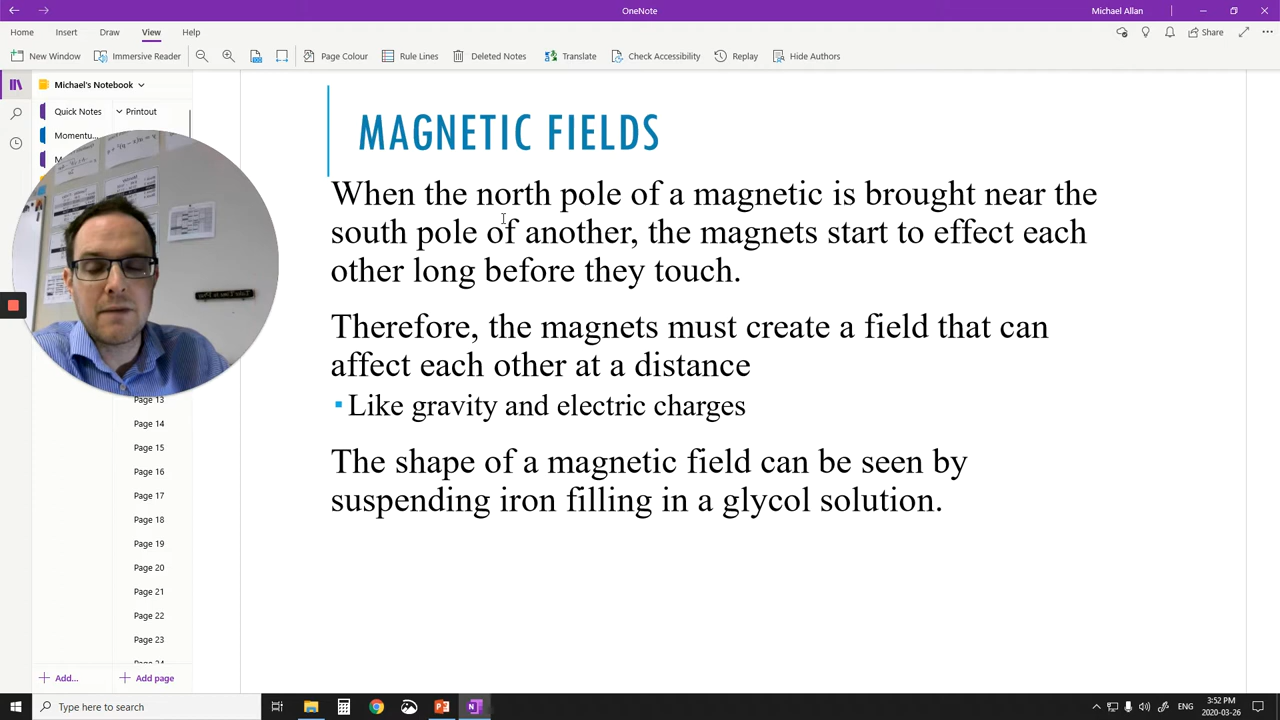 OneNote
Michael Allan
Home Insert Draw View Help
Share
New Window Immersive Reader Page Colour Rule Lines Deleted Notes Translate Check Accessibility Replay Hide Authors
Michael's Notebook
Quick Notes
Momentu...
Printout
Page 13
Page 14
Page 15
Page 16
Page 17
Page 18
Page 19
Page 20
Page 21
Page 22
Page 23
Page 24
Add...
Add page
MAGNETIC FIELDS
When the north pole of a magnetic is brought near the
south pole of another, the magnets start to effect each
other long before they touch.
Therefore, the magnets must create a field that can
affect each other at a distance
Like gravity and electric charges
The shape of a magnetic field can be seen by
suspending iron filling in a glycol solution.
Type here to search
ENG
3:52 PM
2020-03-26